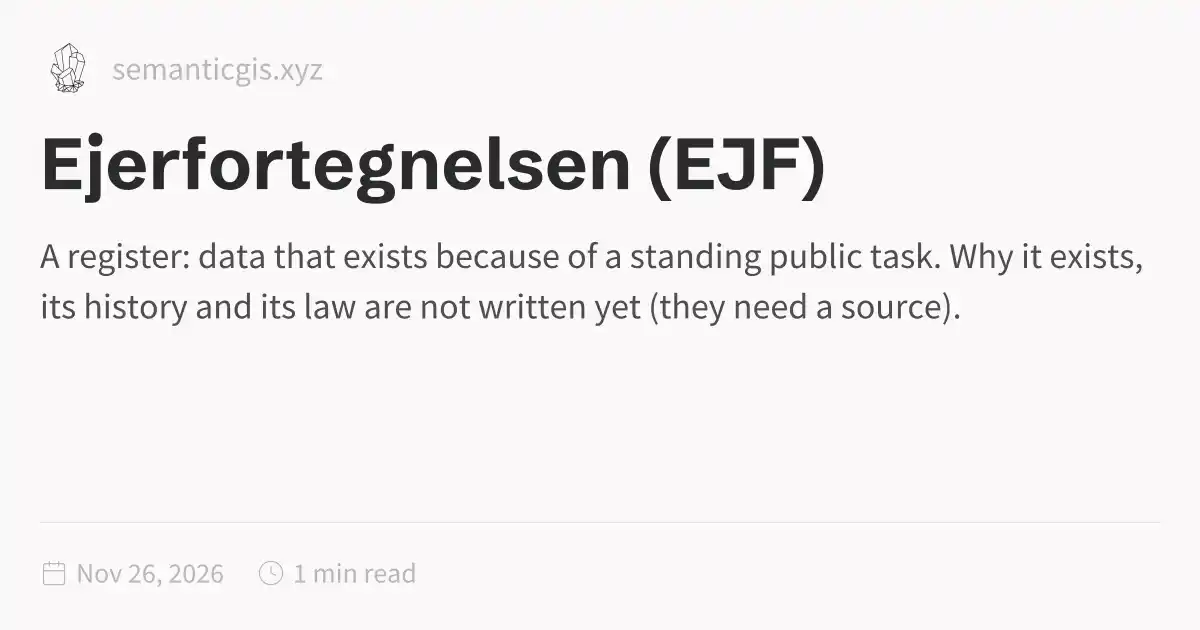 semanticgis.xyz
Ejerfortegnelsen (EJF)
A register: data that exists because of a standing public task. Why it exists,
its history and its law are not written yet (they need a source).
Nov 26, 2026
1 min read